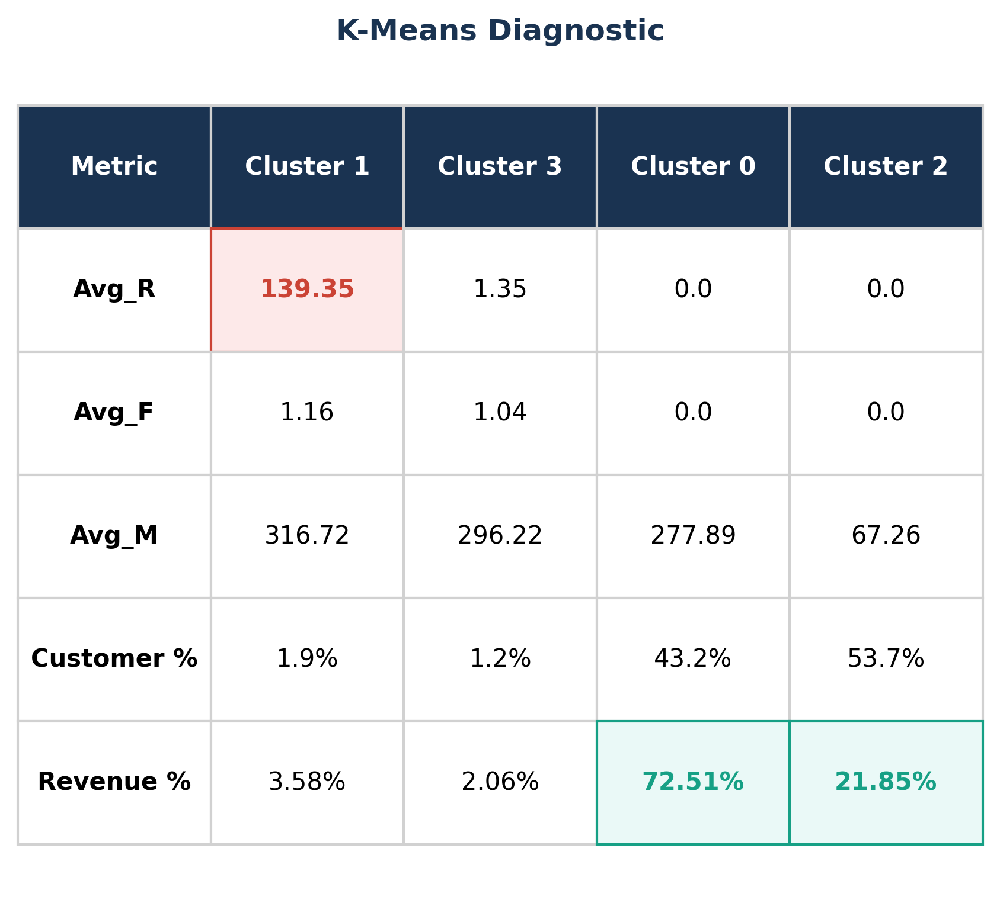 K-Means Diagnostic
Metric Cluster 1 Cluster 3 Cluster 0 Cluster 2
Avg_R 139.35 1.35 0.0 0.0
Avg_F 1.16 1.04 0.0 0.0
Avg_M 316.72 296.22 277.89 67.26
Customer % 1.9% 1.2% 43.2% 53.7%
Revenue % 3.58% 2.06% 72.51% 21.85%